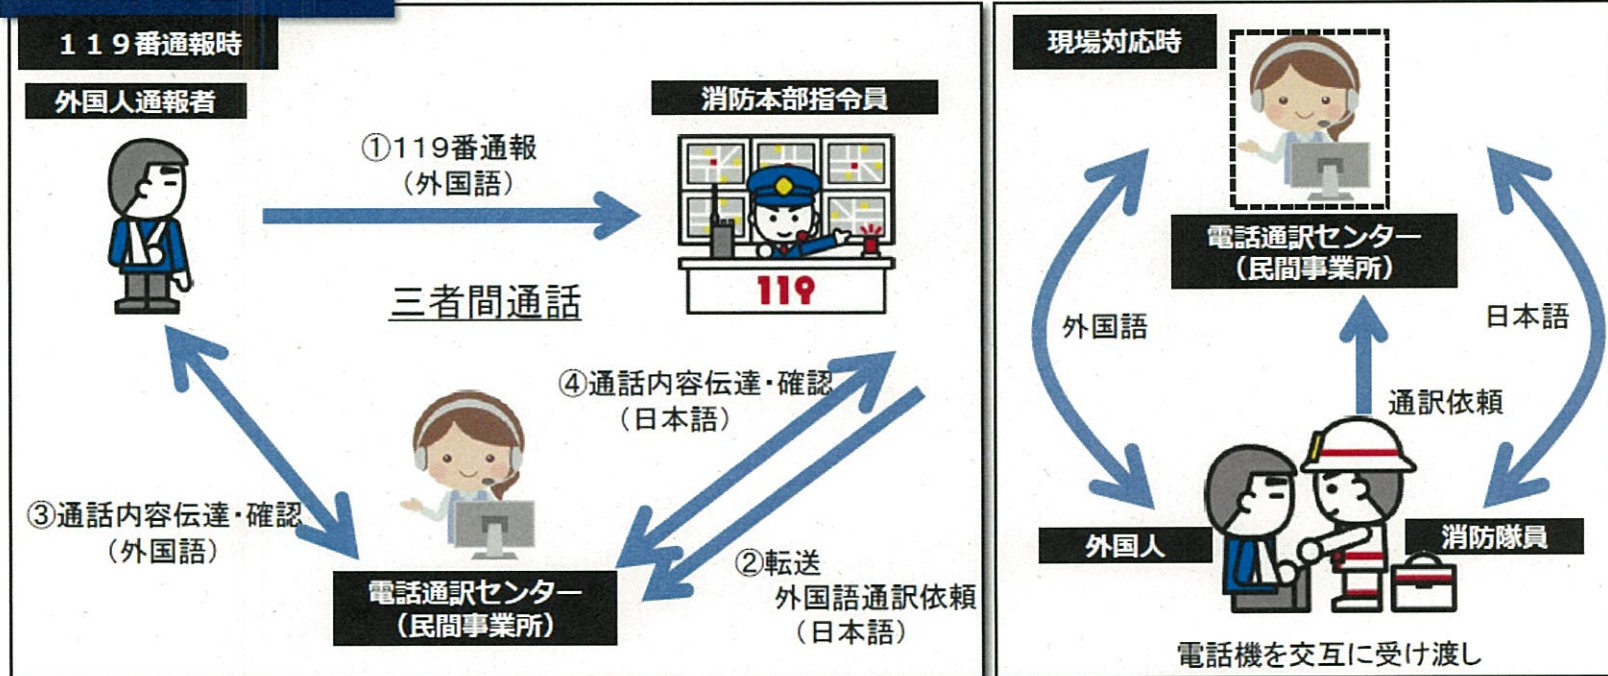 119番通報時
外国人通報者
消防本部指令員
①119番通報
(外国語)
119
三者間通話
④通話内容伝達・確認
(日本語)
③通話内容伝達・確認
(外国語)
②転送
外国語通訳依頼
(日本語)
電話通訳センター
(民間事業所)
現場対応時
電話通訳センター
(民間事業所)
外国語
日本語
通訳依頼
外国人
消防隊員
電話機を交互に受け渡し